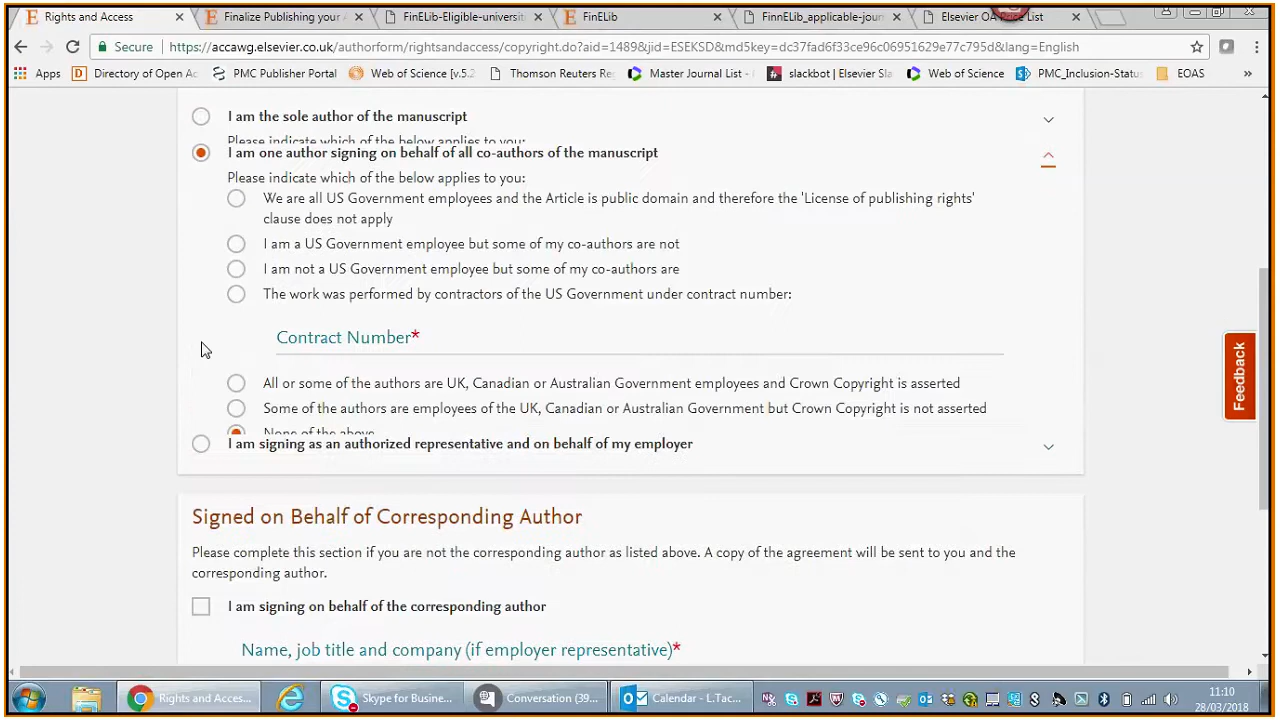 Rights and Access
Finalize Publishing your A
FinELib-Eligible-universit
FinELib
FinnELib_applicable-jour
Elsevier OA Price List
Secure
https://accawg.elsevier.co.uk/authorform/rightsandaccess/copyright.do?aid=1489&jid=ESEKSD&md5key=dc37fad6f33ce96c06951629e77c795d&lang=English
Apps
Directory of Open Ac
PMC Publisher Portal
Web of Science [v.5.2
Thomson Reuters Re
Master Journal List -
slackbot | Elsevier Sla
Web of Science
PMC_Inclusion-Status
EOAS
»
I am the sole author of the manuscript
Please indicate which of the below applies to you:
I am one author signing on behalf of all co-authors of the manuscript
Please indicate which of the below applies to you:
We are all US Government employees and the Article is public domain and therefore the 'License of publishing rights'
clause does not apply
I am a US Government employee but some of my co-authors are not
I am not a US Government employee but some of my co-authors are
The work was performed by contractors of the US Government under contract number:
Contract Number*
All or some of the authors are UK, Canadian or Australian Government employees and Crown Copyright is asserted
Some of the authors are employees of the UK, Canadian or Australian Government but Crown Copyright is not asserted
None of the above
I am signing as an authorized representative and on behalf of my employer
Signed on Behalf of Corresponding Author
Please complete this section if you are not the corresponding author as listed above. A copy of the agreement will be sent to you and the
corresponding author.
I am signing on behalf of the corresponding author
Name, job title and company (if employer representative)*
Feedback
Rights and Acces...
Skype for Busine...
Conversation (39...
Calendar - L.Tac...
11:10
28/03/2018